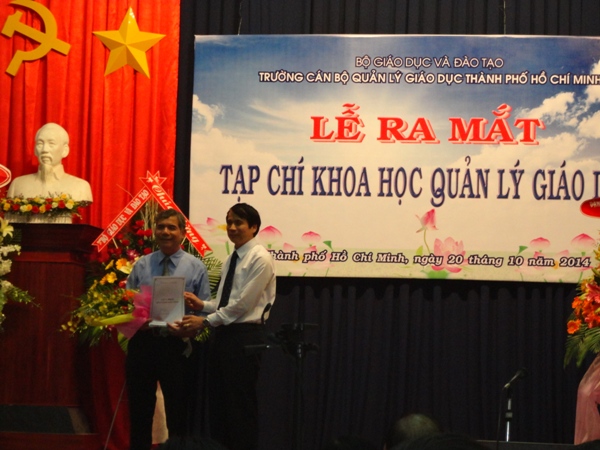 BỘ GIÁO DỤC VÀ ĐÀO TẠO
TRƯỜNG CÁN BỘ QUẢN LÝ GIÁO DỤC THÀNH PHỐ HỒ CHÍ MINH
LỄ RA MẮT
TẠP CHÍ KHOA HỌC QUẢN LÝ GIÁO D
Thành phố Hồ Chí Minh, ngày 20 tháng 10 năm 2014